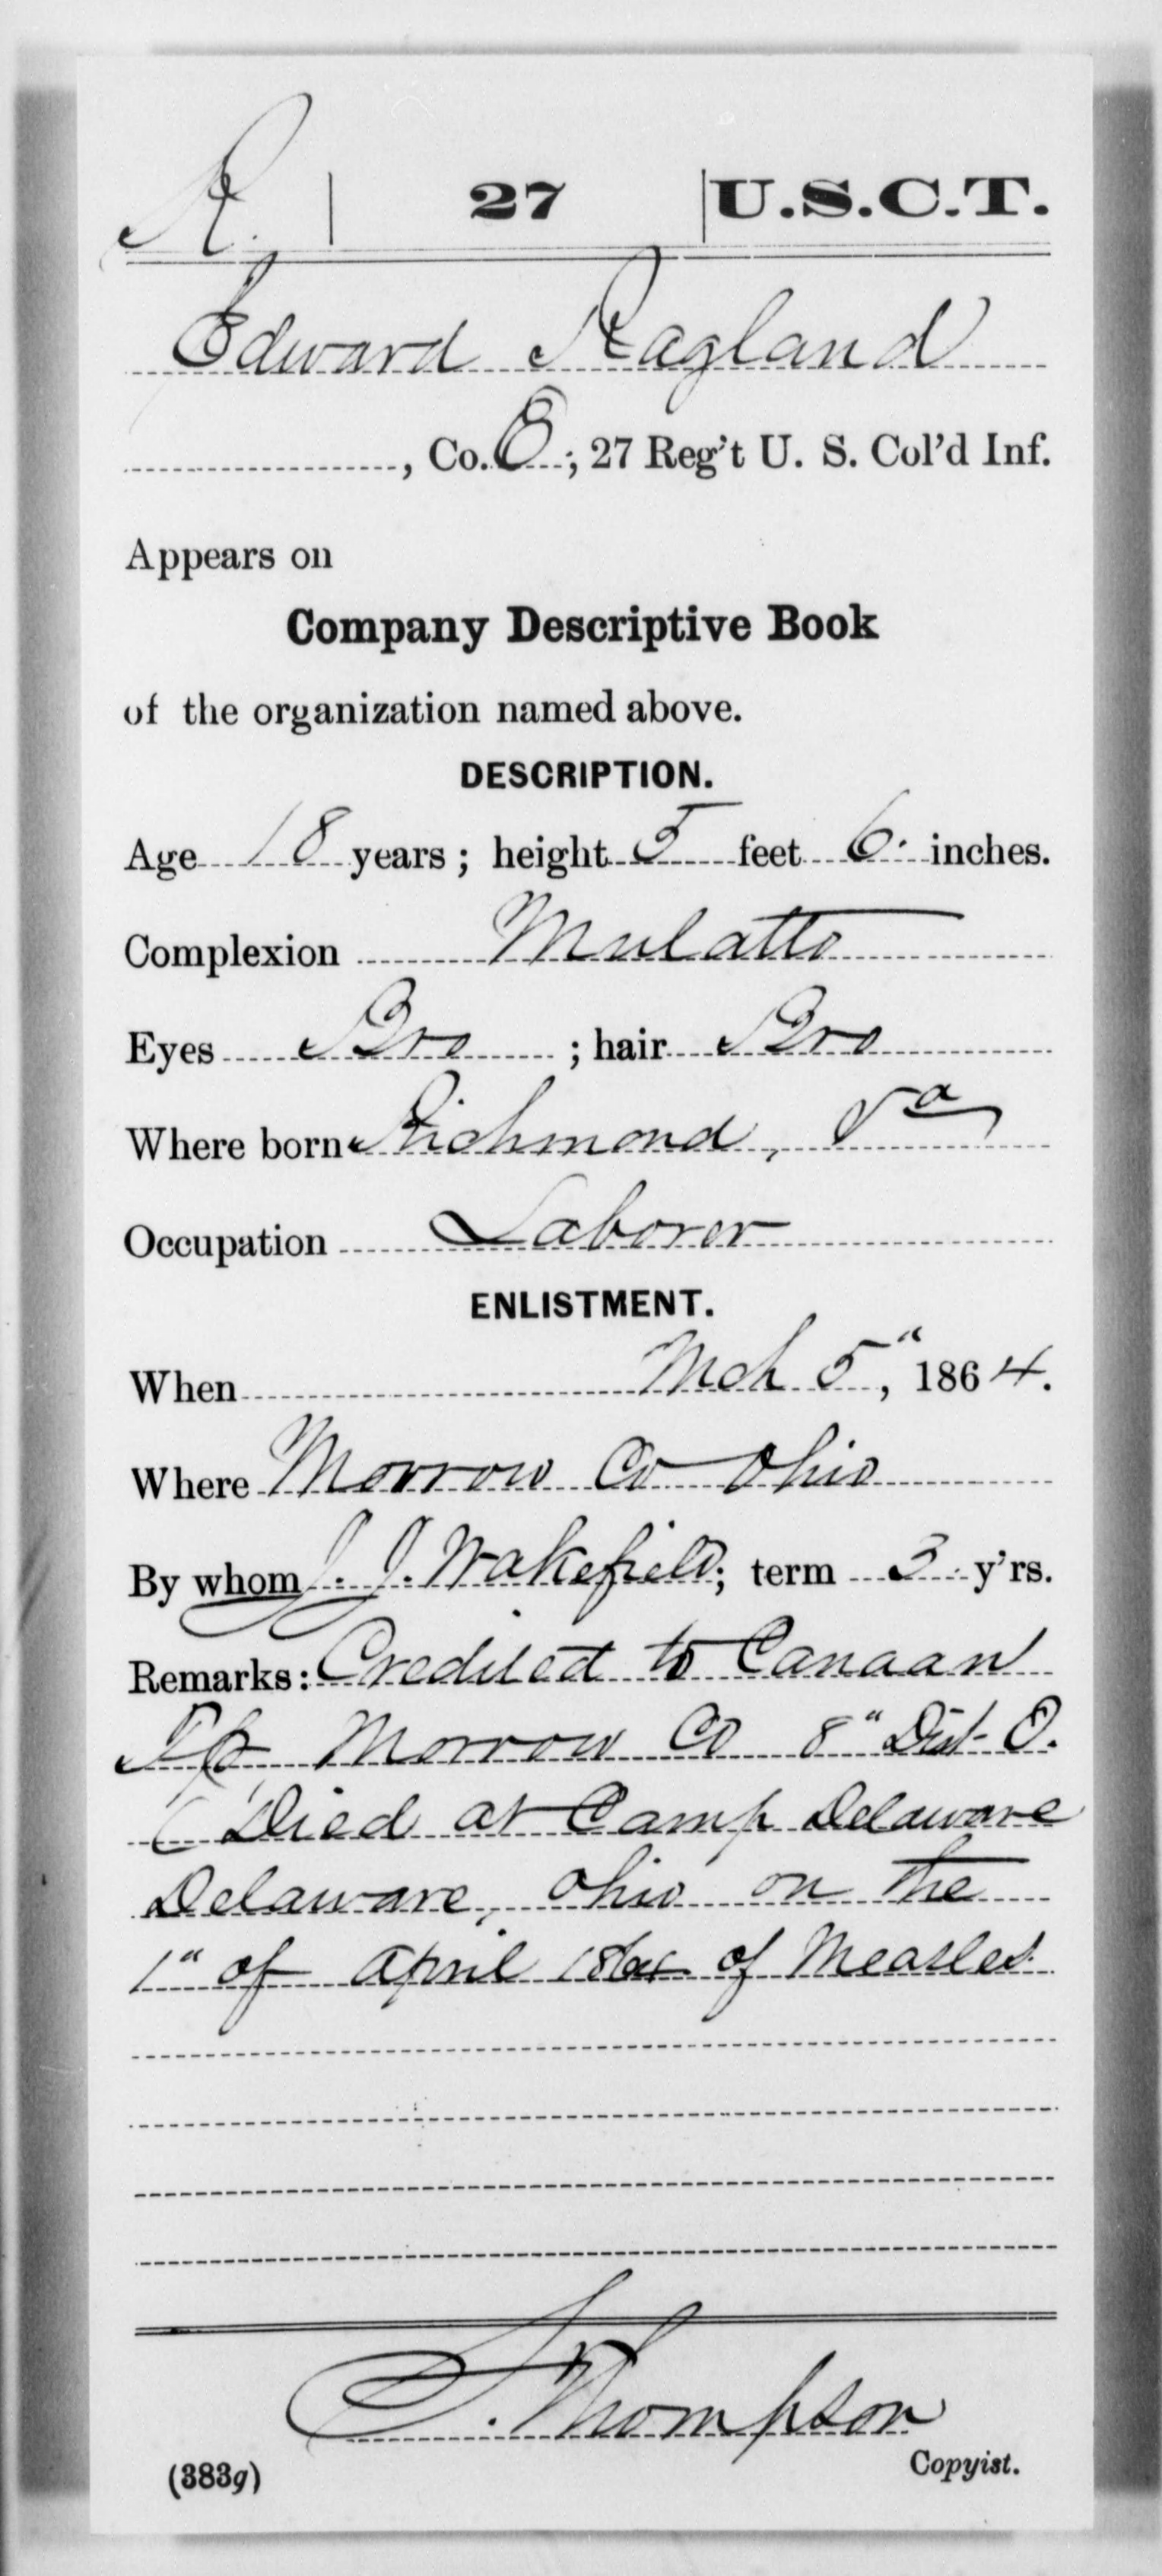 R. | 27 | U.S.C.T.
Edward Ragland
, Co. E; 27 Reg't U. S. Col'd Inf.
Appears on
Company Descriptive Book
of the organization named above.
DESCRIPTION.
Age 18 years; height 5 feet 6 inches.
Complexion Mulatto
Eyes Bro ; hair Bro
Where born Richmond, Va
Occupation Laborer
ENLISTMENT.
When Mch 5", 1864.
Where Morrow Co Ohio
By whom J. J. Wakefield; term 3 y'rs.
Remarks: Credited to Canaan
Tp Morrow Co 8" Dist O.
Died at Camp Delaware
Delaware, Ohio on the
1" of April 1864 of Measles
Thompson
Copyist.
(383g)